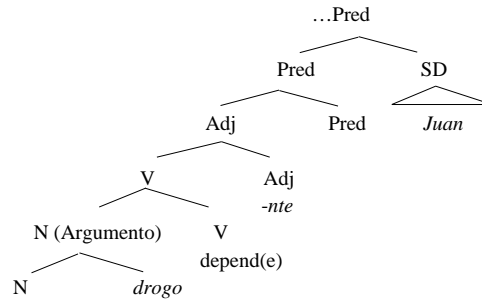 …Pred
Pred SD
Adj Pred Juan
V Adj
-nte
N (Argumento) V
depend(e)
N drogo